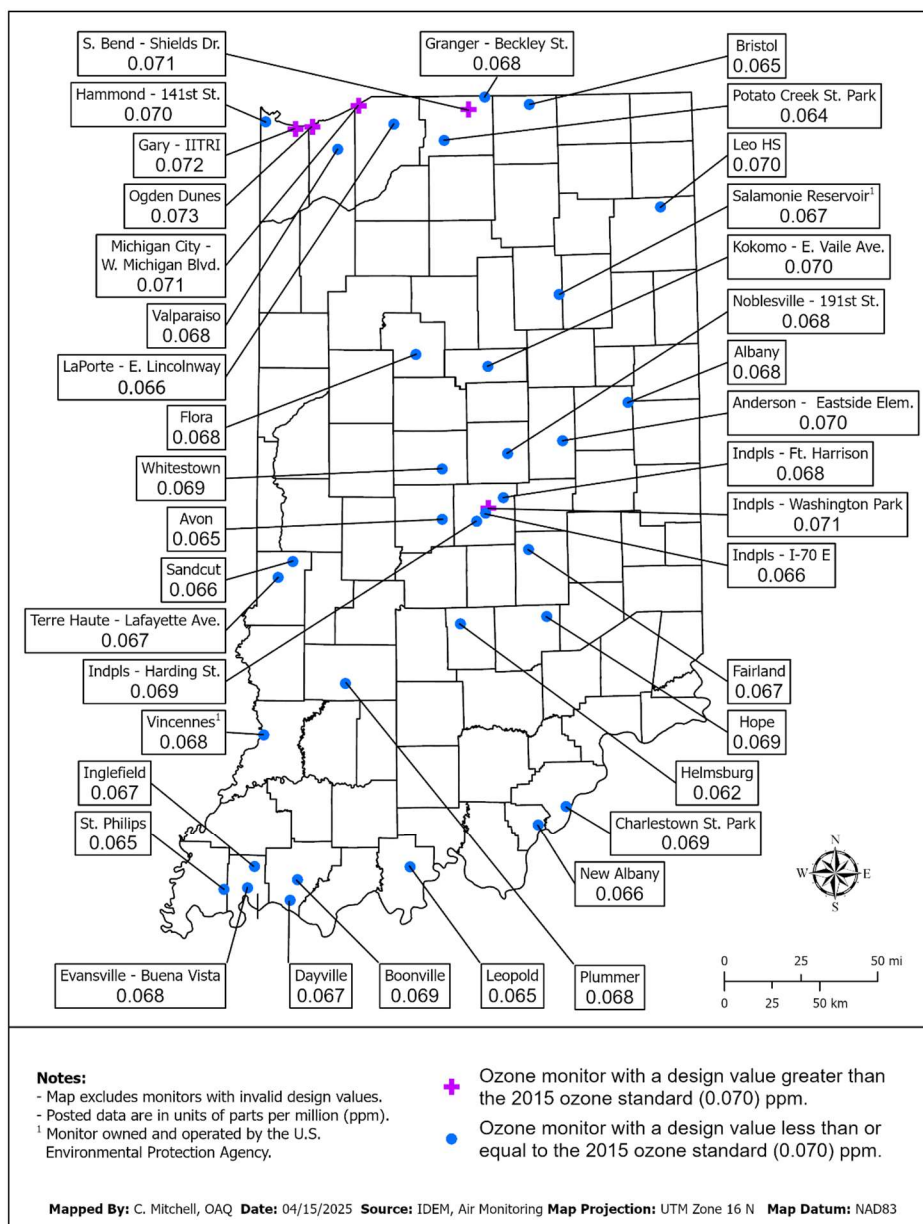 S. Bend - Shields Dr.
0.071
Granger - Beckley St.
0.068
Bristol
0.065
Hammond - 141st St.
0.070
Potato Creek St. Park
0.064
Gary - IITRI
0.072
Leo HS
0.070
Ogden Dunes
0.073
Salamonie Reservoir¹
0.067
Michigan City -
W. Michigan Blvd.
0.071
Kokomo - E. Vaile Ave.
0.070
Valparaiso
0.068
Noblesville - 191st St.
0.068
LaPorte - E. Lincolnway
0.066
Albany
0.068
Flora
0.068
Anderson - Eastside Elem.
0.070
Whitestown
0.069
Indpls - Ft. Harrison
0.068
Avon
0.065
Indpls - Washington Park
0.071
Sandcut
0.066
Indpls - I-70 E
0.066
Terre Haute - Lafayette Ave.
0.067
Indpls - Harding St.
0.069
Fairland
0.067
Vincennes¹
0.068
Hope
0.069
Inglefield
0.067
Helmsburg
0.062
St. Philips
0.065
Charlestown St. Park
0.069
New Albany
0.066
N
W E
S
Evansville - Buena Vista
0.068
Dayville
0.067
Boonville
0.069
Leopold
0.065
Plummer
0.068
0 25 50 mi
0 25 50 km
Notes:
- Map excludes monitors with invalid design values.
- Posted data are in units of parts per million (ppm).
¹ Monitor owned and operated by the U.S.
Environmental Protection Agency.
Ozone monitor with a design value greater than
the 2015 ozone standard (0.070) ppm.
Ozone monitor with a design value less than or
equal to the 2015 ozone standard (0.070) ppm.
Mapped By: C. Mitchell, OAQ Date: 04/15/2025 Source: IDEM, Air Monitoring Map Projection: UTM Zone 16 N Map Datum: NAD83